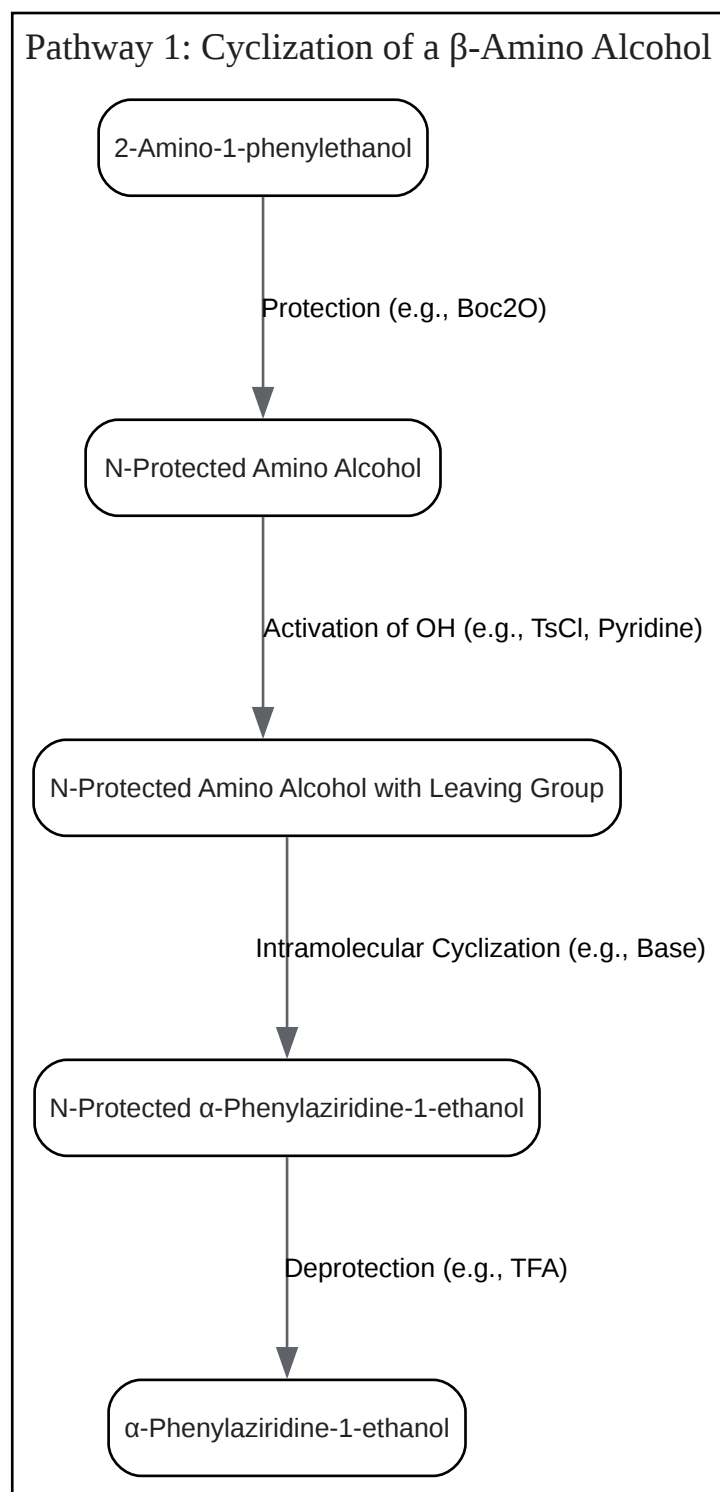 Pathway 1: Cyclization of a β-Amino Alcohol
2-Amino-1-phenylethanol
Protection (e.g., Boc2O)
N-Protected Amino Alcohol
Activation of OH (e.g., TsCl, Pyridine)
N-Protected Amino Alcohol with Leaving Group
Intramolecular Cyclization (e.g., Base)
N-Protected α-Phenylaziridine-1-ethanol
Deprotection (e.g., TFA)
α-Phenylaziridine-1-ethanol